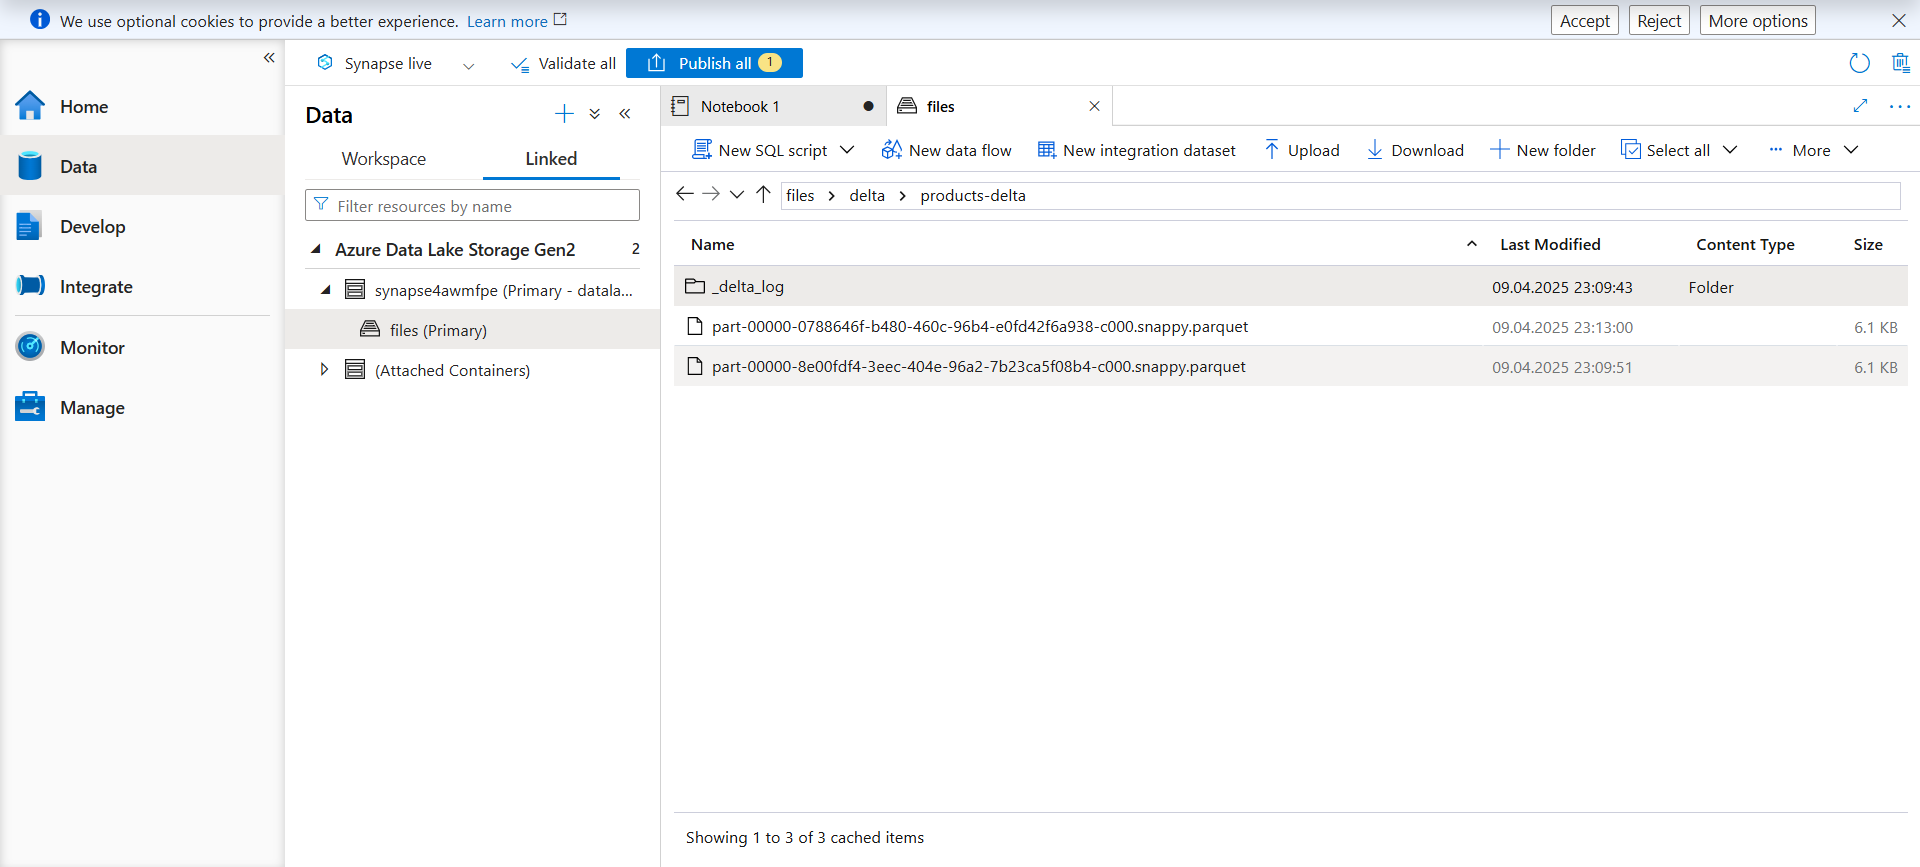 We use optional cookies to provide a better experience. Learn more
Accept Reject More options
Synapse live Validate all Publish all 1
Home
Data
Develop
Integrate
Monitor
Manage
Data
Workspace Linked
Filter resources by name
Azure Data Lake Storage Gen2 2
synapse4awmfpe (Primary - datala...
files (Primary)
(Attached Containers)
Notebook 1 files
New SQL script New data flow New integration dataset Upload Download New folder Select all More
files delta products-delta
Name Last Modified Content Type Size
_delta_log 09.04.2025 23:09:43 Folder
part-00000-0788646f-b480-460c-96b4-e0fd42f6a938-c000.snappy.parquet 09.04.2025 23:13:00 6.1 KB
part-00000-8e00fdf4-3eec-404e-96a2-7b23ca5f08b4-c000.snappy.parquet 09.04.2025 23:09:51 6.1 KB
Showing 1 to 3 of 3 cached items